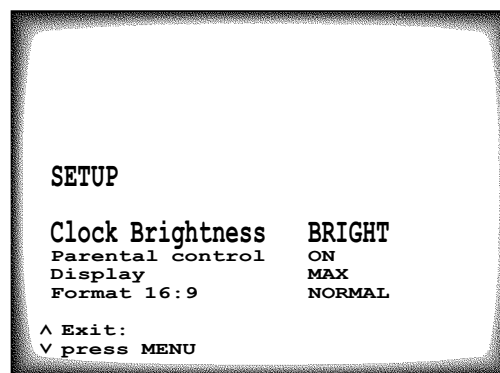 SETUP
Clock Brightness BRIGHT
Parental control ON
Display MAX
Format 16:9 NORMAL
∧ Exit:
∨ press MENU